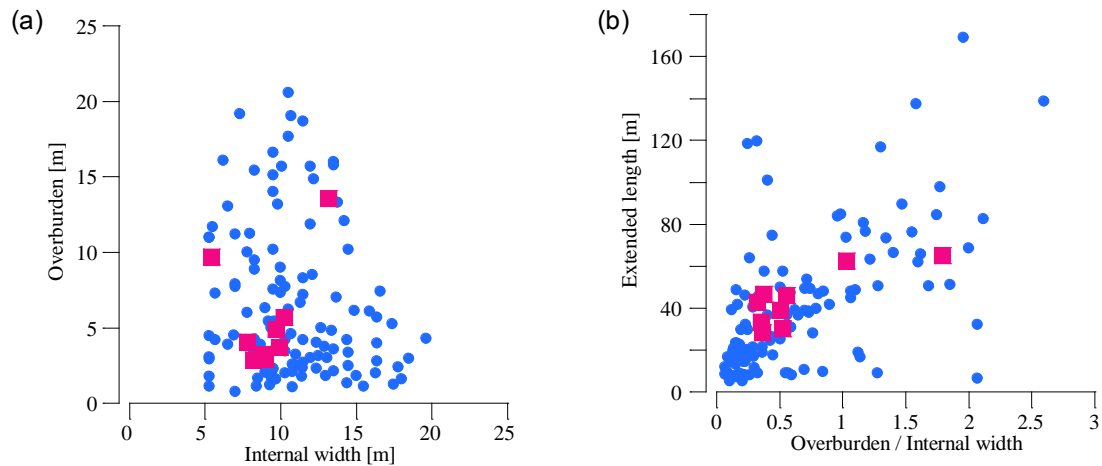 (a)
25
20
15
10
5
0
Overburden [m]
0 5 10 15 20 25
Internal width [m]
(b)
160
120
80
40
0
Extended length [m]
0 0.5 1 1.5 2 2.5 3
Overburden / Internal width